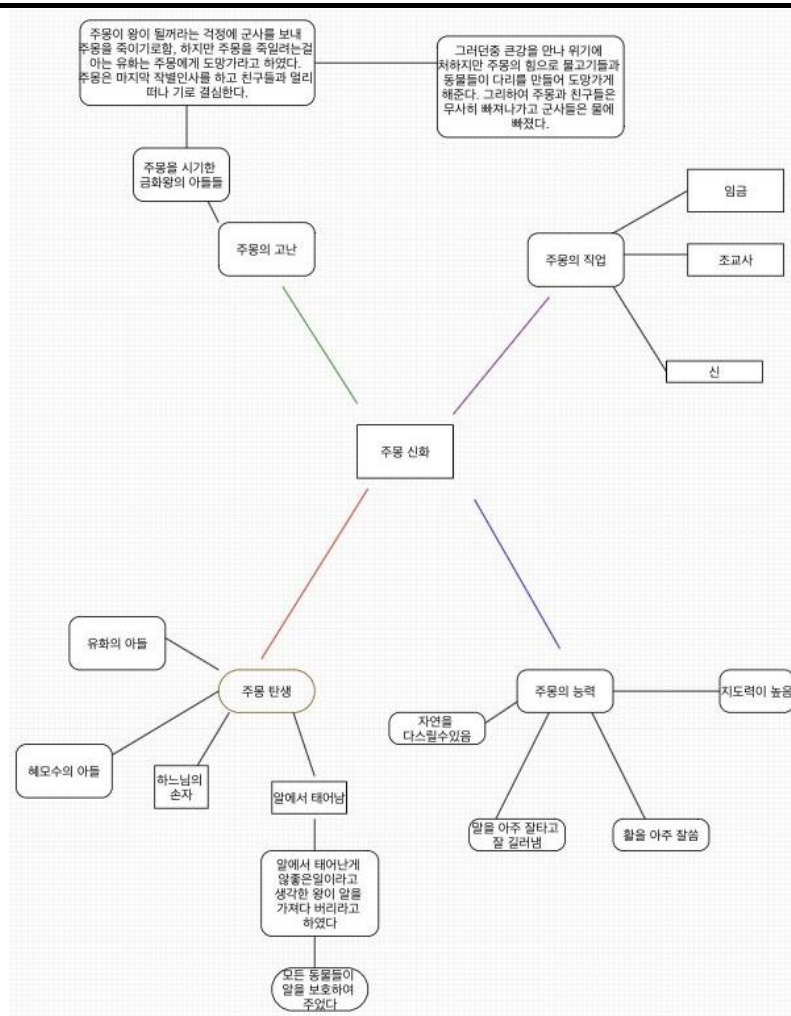 주몽이 왕이 될꺼라는 걱정에 군사를 보내
주몽을 죽이기로함, 하지만 주몽을 죽일려는걸
아는 유화는 주몽에게 도망가라고 하였다.
주몽은 마지막 작별인사를 하고 친구들과 멀리
떠나 기로 결심한다.
그러던중 큰강을 만나 위기에
처하지만 주몽의 힘으로 물고기들과
동물들이 다리를 만들어 도망가게
해준다. 그리하여 주몽과 친구들은
무사히 빠져나가고 군사들은 물에
빠졌다.
주몽을 시기한
금화왕의 아들들
주몽의 고난
주몽의 직업
임금
조교사
신
주몽 신화
유화의 아들
주몽 탄생
혜모수의 아들
하느님의
손자
알에서 태어남
알에서 태어난게
않좋은일이라고
생각한 왕이 알을
가져다 버리라고
하였다
모든 동물들이
알을 보호하여
주었다
주몽의 능력
지도력이 높음
자연을
다스릴수있음
말을 아주 잘타고
잘 길러냄
활을 아주 잘씀